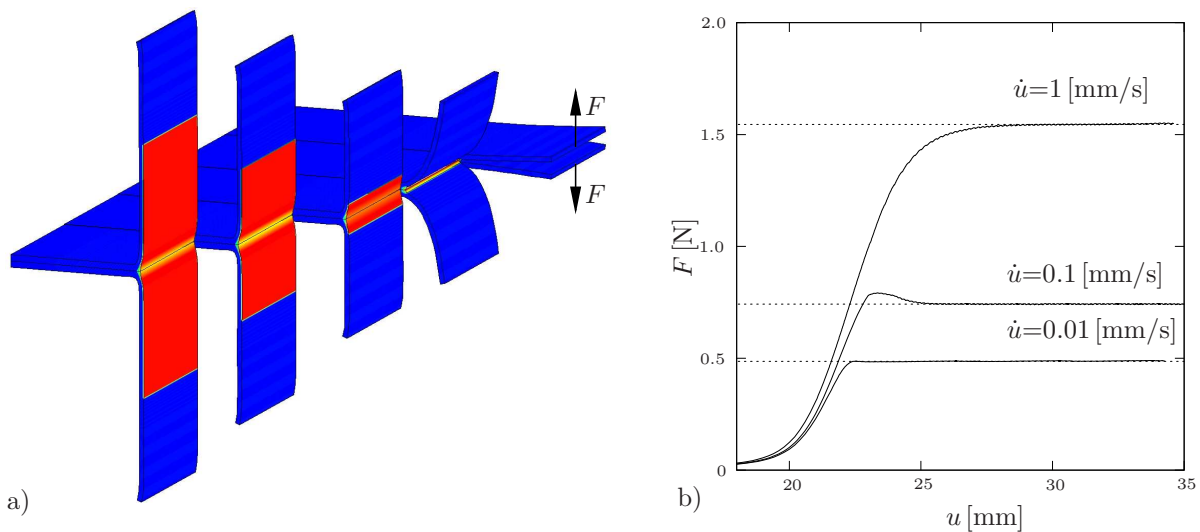 F
F
a)
2.0
1.5
1.0
0.5
0
F [N]
u̇=1 [mm/s]
u̇=0.1 [mm/s]
u̇=0.01 [mm/s]
20
25
30
35
u [mm]
b)